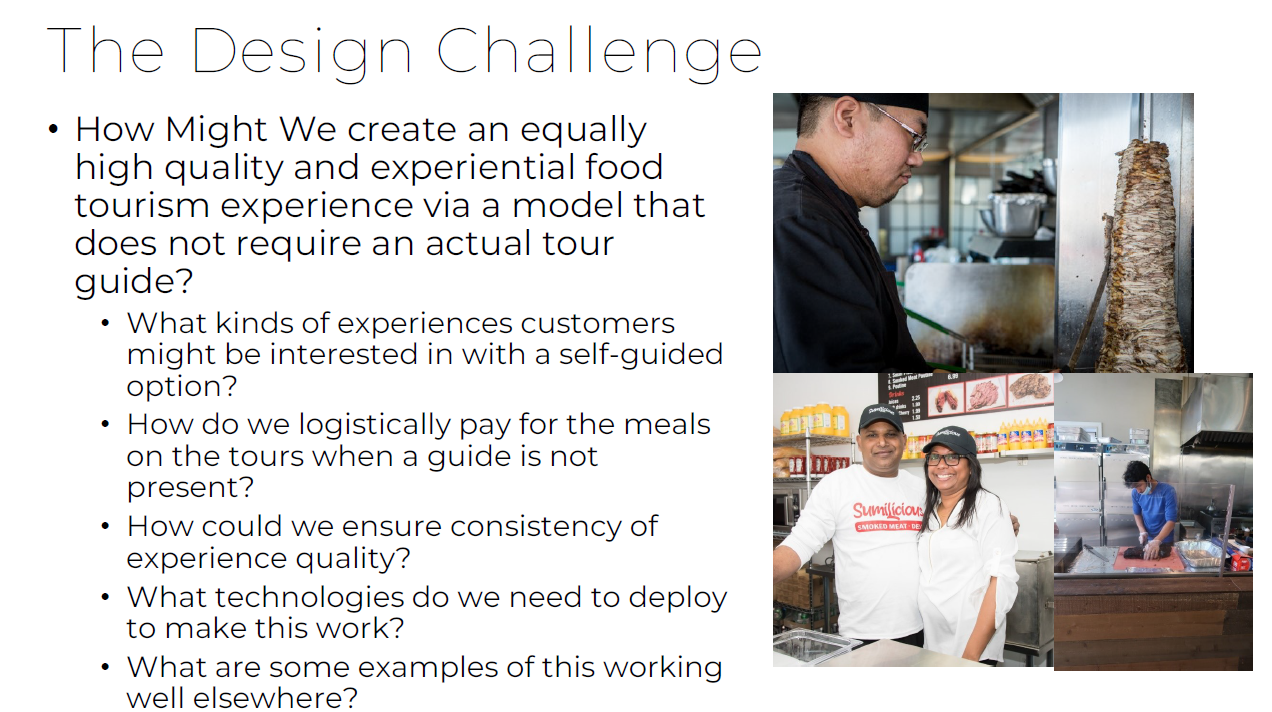 The Design Challenge
• How Might We create an equally
high quality and experiential food
tourism experience via a model that
does not require an actual tour
guide?
• What kinds of experiences customers
might be interested in with a self-guided
option?
• How do we logistically pay for the meals
on the tours when a guide is not
present?
• How could we ensure consistency of
experience quality?
• What technologies do we need to deploy
to make this work?
• What are some examples of this working
well elsewhere?
Sumilicious
SMOKED MEAT